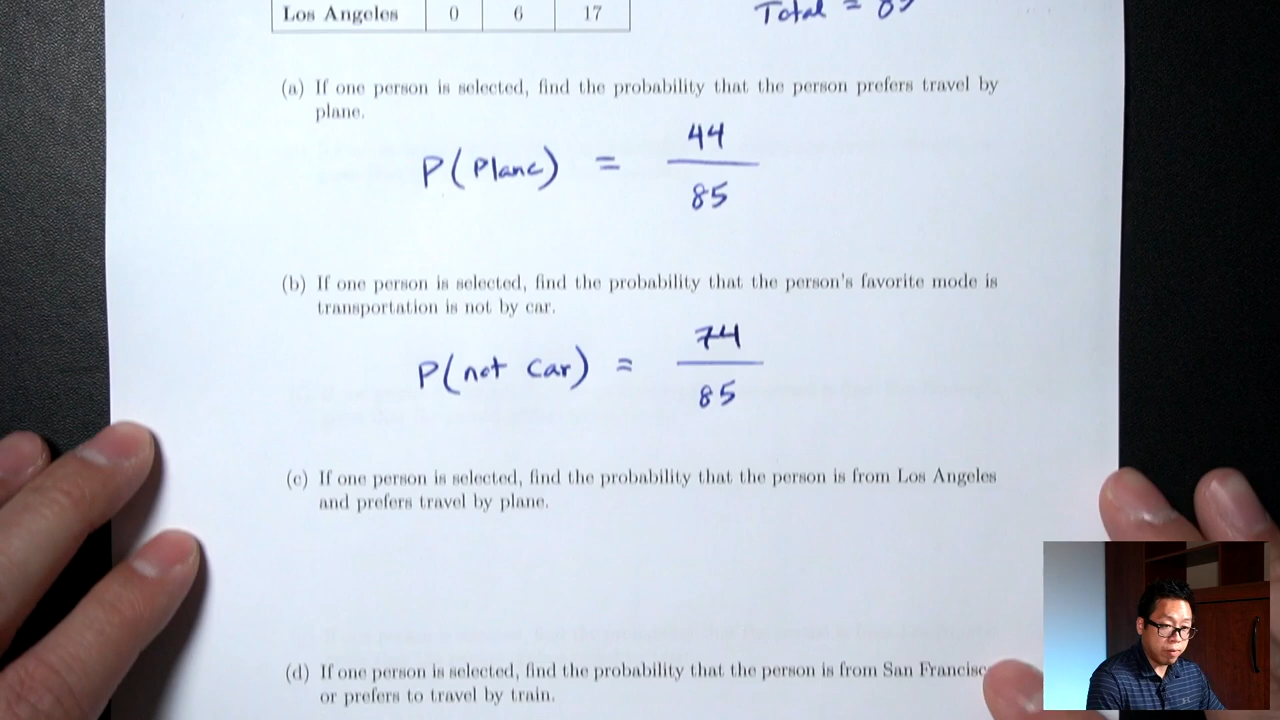 Los Angeles 0 6 17
Total = 85
(a) If one person is selected, find the probability that the person prefers travel by
plane.
P(Plane) = 44/85
(b) If one person is selected, find the probability that the person's favorite mode is
transportation is not by car.
P(not car) = 74/85
(c) If one person is selected, find the probability that the person is from Los Angeles
and prefers travel by plane.
(d) If one person is selected, find the probability that the person is from San Francisc
or prefers to travel by train.